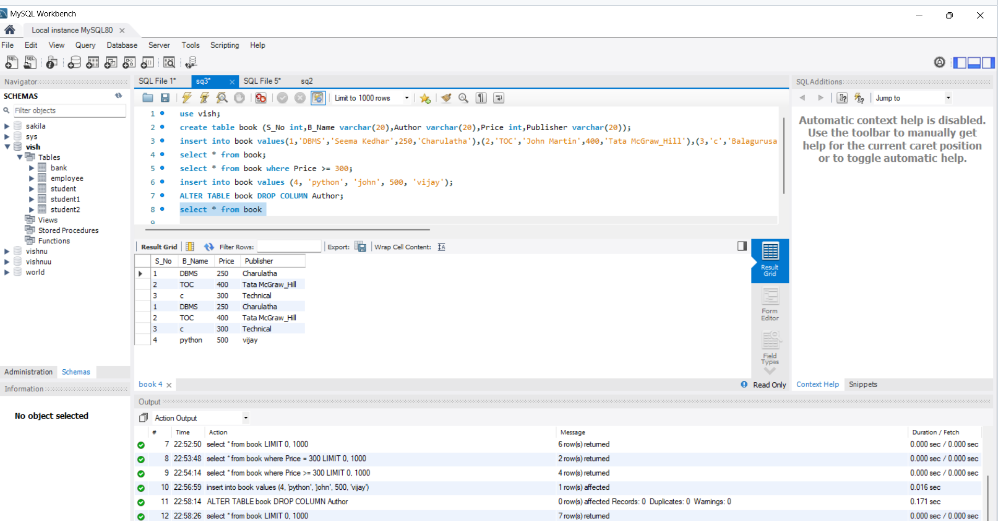 MySQL Workbench
Local instance MySQL80 ×
File Edit View Query Database Server Tools Scripting Help
Navigator
SCHEMAS
Filter objects
sakila
sys
vish
Tables
bank
employee
student
student1
student2
Views
Stored Procedures
Functions
vishnu
vishnuu
world
Administration Schemas
Information
No object selected
SQL File 1* sq3* × SQL File 5* sq2
Limit to 1000 rows
1 use vish;
2 create table book (S_No int,B_Name varchar(20),Author varchar(20),Price int,Publisher varchar(20));
3 insert into book values(1,'DBMS','Seema Kedhar',250,'Charulatha'),(2,'TOC','John Martin',400,'Tata McGraw_Hill'),(3,'c','Balagurusa
4 select * from book;
5 select * from book where Price >= 300;
6 insert into book values (4, 'python', 'john', 500, 'vijay');
7 ALTER TABLE book DROP COLUMN Author;
8 select * from book
9
Result Grid Filter Rows: Export: Wrap Cell Content:
S_No B_Name Price Publisher
1 DBMS 250 Charulatha
2 TOC 400 Tata McGraw_Hill
3 c 300 Technical
1 DBMS 250 Charulatha
2 TOC 400 Tata McGraw_Hill
3 c 300 Technical
4 python 500 vijay
Result
Grid
Form
Editor
Field
Types
book 4 ×
Read Only
SQLAdditions
Jump to
Automatic context help is disabled.
Use the toolbar to manually get
help for the current caret position
or to toggle automatic help.
Context Help Snippets
Output
Action Output
# Time Action Message Duration / Fetch
7 22:52:50 select * from book LIMIT 0, 1000 6 row(s) returned 0.000 sec / 0.000 sec
8 22:53:48 select * from book where Price = 300 LIMIT 0, 1000 2 row(s) returned 0.000 sec / 0.000 sec
9 22:54:14 select * from book where Price >= 300 LIMIT 0, 1000 4 row(s) returned 0.000 sec / 0.000 sec
10 22:56:59 insert into book values (4, 'python', 'john', 500, 'vijay') 1 row(s) affected 0.016 sec
11 22:58:14 ALTER TABLE book DROP COLUMN Author 0 row(s) affected Records: 0 Duplicates: 0 Warnings: 0 0.171 sec
12 22:58:26 select * from book LIMIT 0, 1000 7 row(s) returned 0.000 sec / 0.000 sec